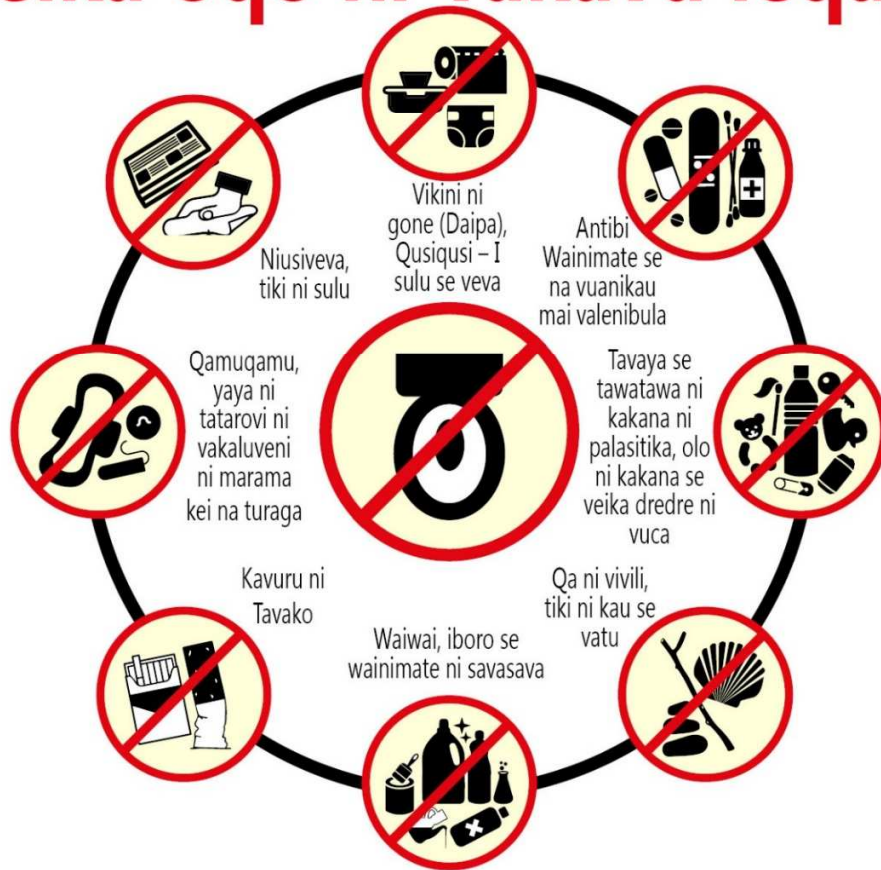 Vikini ni
gone (Daipa),
Qusiqusi – I
sulu se veva
Antibi
Wainimate se
na vuanikau
mai valenibula
Tavaya se
tawatawa ni
kakana ni
palasitika, olo
ni kakana se
veika dredre ni
vuca
Qa ni vivili,
tiki ni kau se
vatu
Waiwai, iboro se
wainimate ni savasava
Kavuru ni
Tavako
Qamuqamu,
yaya ni
tatarovi ni
vakaluveni
ni marama
kei na turaga
Niusiveva,
tiki ni sulu